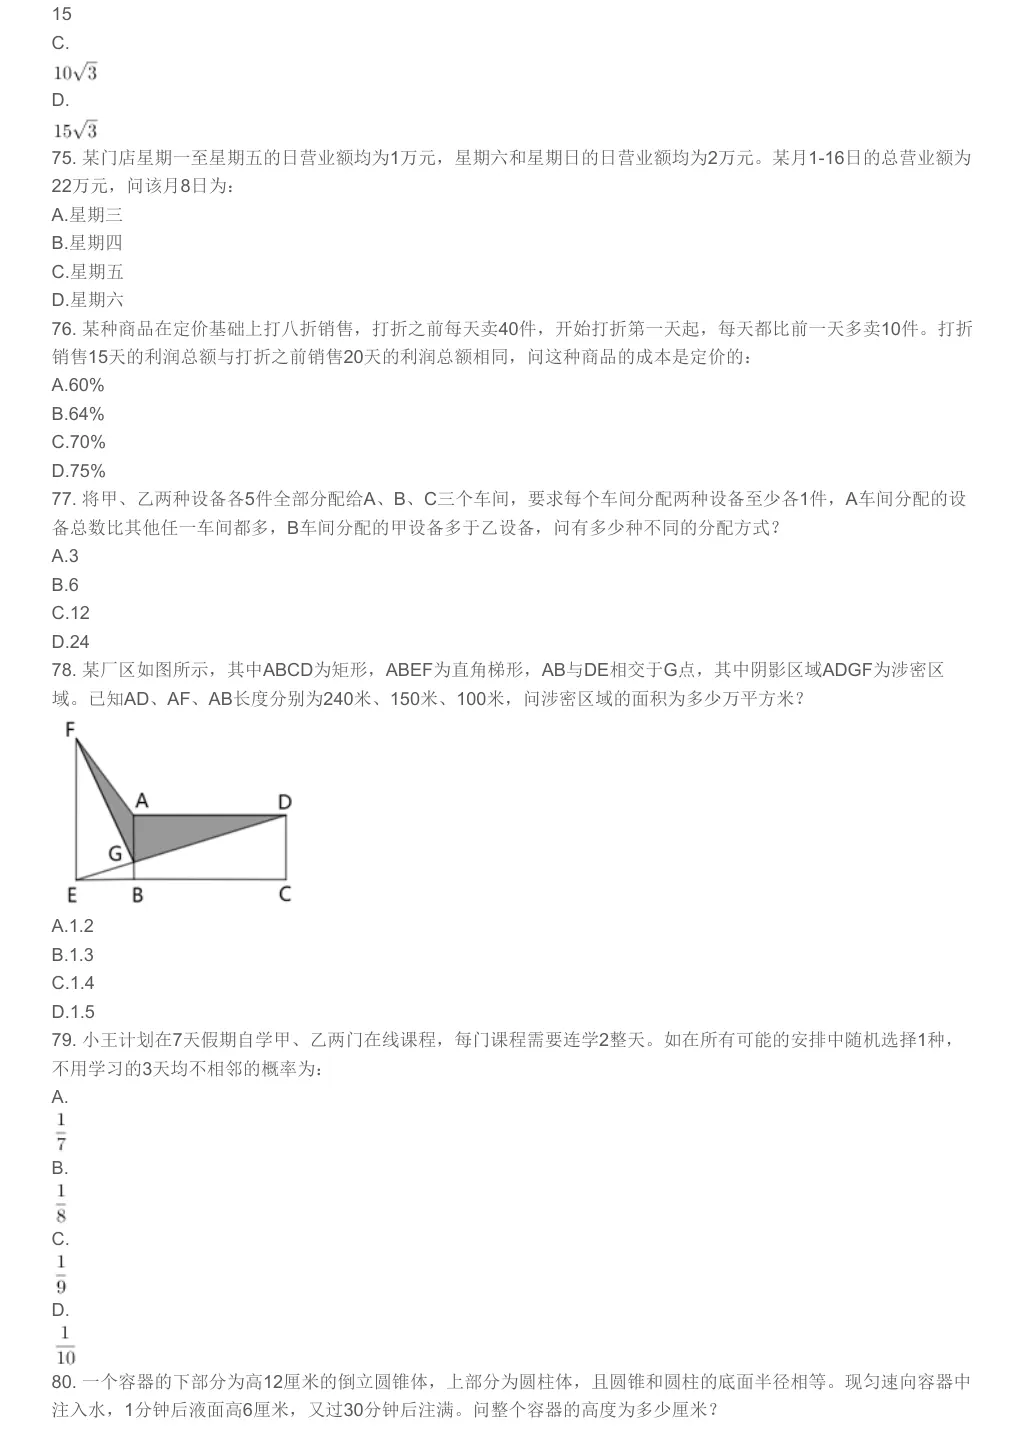 15
C.
10√3
D.
15√3
75. 某门店星期一至星期五的日营业额均为1万元，星期六和星期日的日营业额均为2万元。某月1-16日的总营业额为
22万元，问该月8日为：
A.星期三
B.星期四
C.星期五
D.星期六
76. 某种商品在定价基础上打八折销售，打折之前每天卖40件，开始打折第一天起，每天都比前一天多卖10件。打折
销售15天的利润总额与打折之前销售20天的利润总额相同，问这种商品的成本是定价的：
A.60%
B.64%
C.70%
D.75%
77. 将甲、乙两种设备各5件全部分配给A、B、C三个车间，要求每个车间分配两种设备至少各1件，A车间分配的设
备总数比其他任一车间都多，B车间分配的甲设备多于乙设备，问有多少种不同的分配方式？
A.3
B.6
C.12
D.24
78. 某厂区如图所示，其中ABCD为矩形，ABEF为直角梯形，AB与DE相交于G点，其中阴影区域ADGF为涉密区
域。已知AD、AF、AB长度分别为240米、150米、100米，问涉密区域的面积为多少万平方米？
F
A D
G
E B C
A.1.2
B.1.3
C.1.4
D.1.5
79. 小王计划在7天假期自学甲、乙两门在线课程，每门课程需要连学2整天。如在所有可能的安排中随机选择1种，
不用学习的3天均不相邻的概率为：
A.
1/7
B.
1/8
C.
1/9
D.
1/10
80. 一个容器的下部分为高12厘米的倒立圆锥体，上部分为圆柱体，且圆锥和圆柱的底面半径相等。现匀速向容器中
注入水，1分钟后液面高6厘米，又过30分钟后注满。问整个容器的高度为多少厘米？